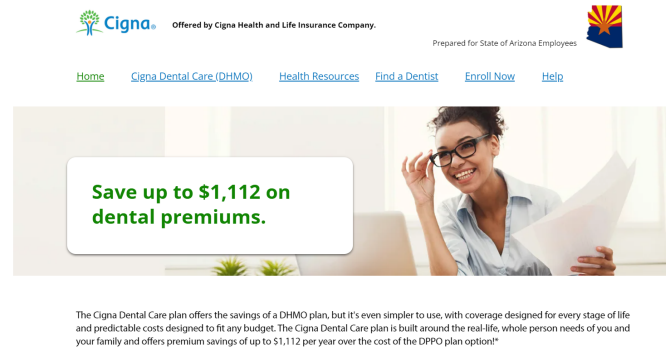 Cigna® Offered by Cigna Health and Life Insurance Company.
Prepared for State of Arizona Employees
Home Cigna Dental Care (DHMO) Health Resources Find a Dentist Enroll Now Help
Save up to $1,112 on
dental premiums.
The Cigna Dental Care plan offers the savings of a DHMO plan, but it's even simpler to use, with coverage designed for every stage of life
and predictable costs designed to fit any budget. The Cigna Dental Care plan is built around the real-life, whole person needs of you and
your family and offers premium savings of up to $1,112 per year over the cost of the DPPO plan option!*